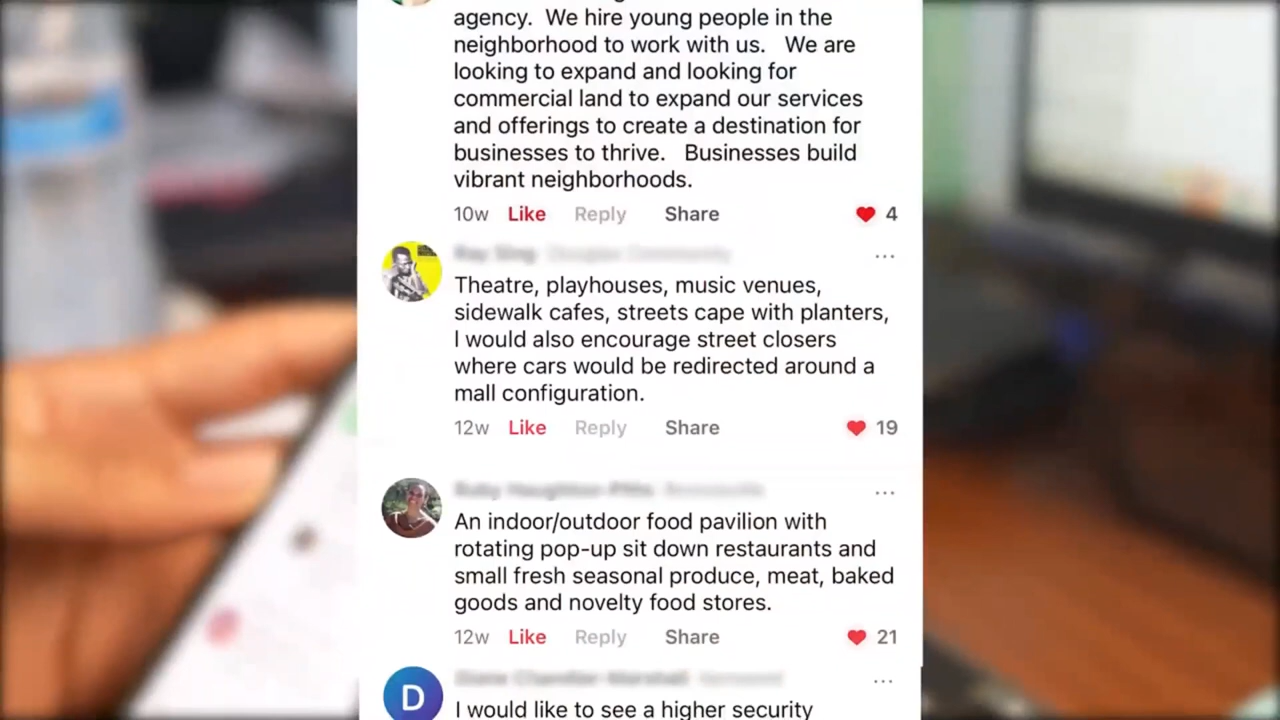 agency. We hire young people in the
neighborhood to work with us. We are
looking to expand and looking for
commercial land to expand our services
and offerings to create a destination for
businesses to thrive. Businesses build
vibrant neighborhoods.
10w Like Reply Share 4
Theatre, playhouses, music venues,
sidewalk cafes, streets cape with planters,
I would also encourage street closers
where cars would be redirected around a
mall configuration.
12w Like Reply Share 19
An indoor/outdoor food pavilion with
rotating pop-up sit down restaurants and
small fresh seasonal produce, meat, baked
goods and novelty food stores.
12w Like Reply Share 21
D
I would like to see a higher security